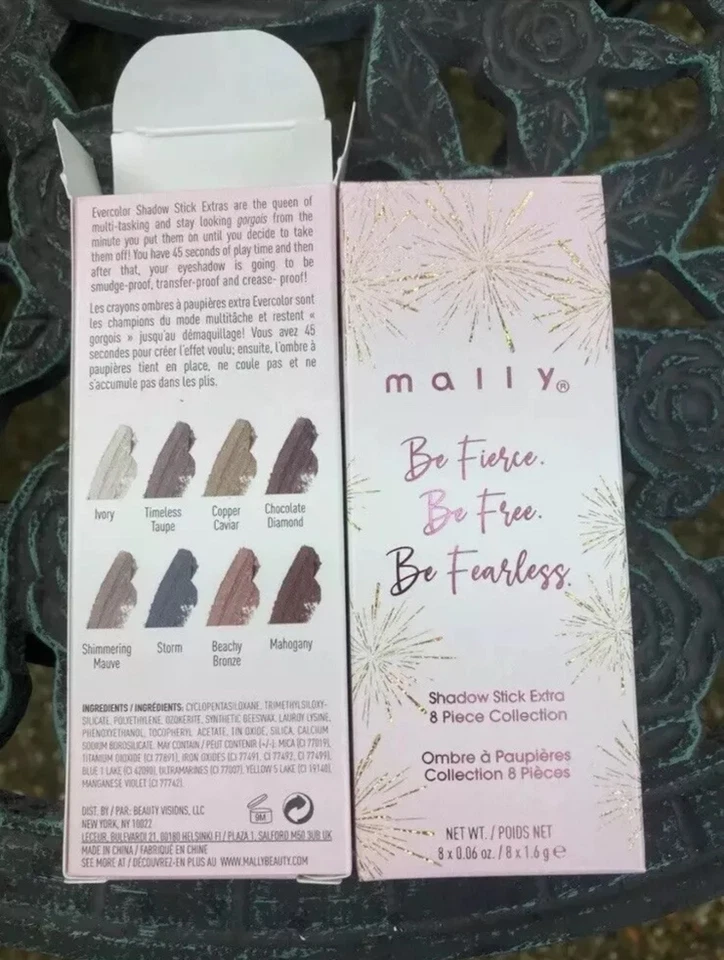 Evercolor Shadow Stick Extras are the queen of
multi-tasking and stay looking gorgois from the
minute you put them on until you decide to take
them off! You have 45 seconds of play time and then
after that, your eyeshadow is going to be
smudge-proof, transfer-proof and crease- proof!
Les crayons ombres à paupières extra Evercolor sont
les champions du mode multitâche et restent «
gorgois » jusqu'au démaquillage! Vous avez 45
secondes pour créer l'effet voulu; ensuite, l'ombre à
paupières tient en place, ne coule pas et ne
s'accumule pas dans les plis.
Ivory
Timeless
Taupe
Copper
Caviar
Chocolate
Diamond
Shimmering
Mauve
Storm
Beachy
Bronze
Mahogany
INGREDIENTS / INGRÉDIENTS: CYCLOPENTASILOXANE, TRIMETHYLSILOXY-
SILICATE, POLYETHYLENE, OZOKERITE, SYNTHETIC BEESWAX, LAUROYL LYSINE,
PHENOXYETHANOL, TOCOPHERYL ACETATE, TIN OXIDE, SILICA, CALCIUM
SODIUM BOROSILICATE. MAY CONTAIN / PEUT CONTENIR (+/-): MICA (CI 77019),
TITANIUM DIOXIDE (CI 77891), IRON OXIDES (CI 77491, CI 77492, CI 77499),
BLUE 1 LAKE (CI 42090), ULTRAMARINES (CI 77007), YELLOW 5 LAKE (CI 19140),
MANGANESE VIOLET (CI 77742).
DIST. BY / PAR: BEAUTY VISIONS, LLC
NEW YORK, NY 10022
LECEUR, BULEVARDI 21, 00180 HELSINKI FI / PLAZA 1, SALFORD M50 3UB UK
MADE IN CHINA / FABRIQUÉ EN CHINE
SEE MORE AT / DÉCOUVREZ-EN PLUS AU WWW.MALLYBEAUTY.COM
9M
mally®
Be Fierce.
Be Free.
Be Fearless.
Shadow Stick Extra
8 Piece Collection
Ombre à Paupières
Collection 8 Pièces
NET WT. / POIDS NET
8 x 0.06 oz. / 8 x 1.6 g e